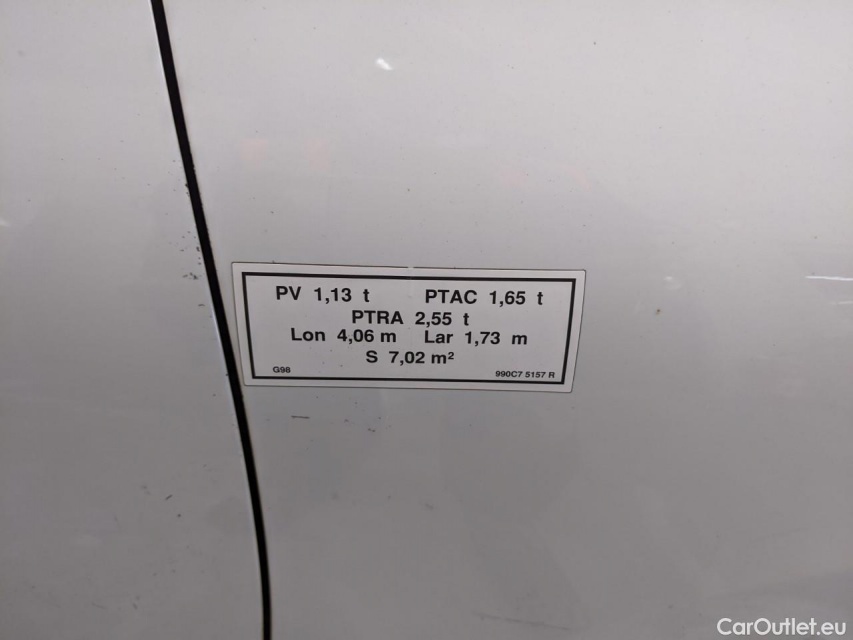 PV 1,13 t PTAC 1,65 t
PTRA 2,55 t
Lon 4,06 m Lar 1,73 m
S 7,02 m²
G98 990C7 5157 R
CarOutlet.eu